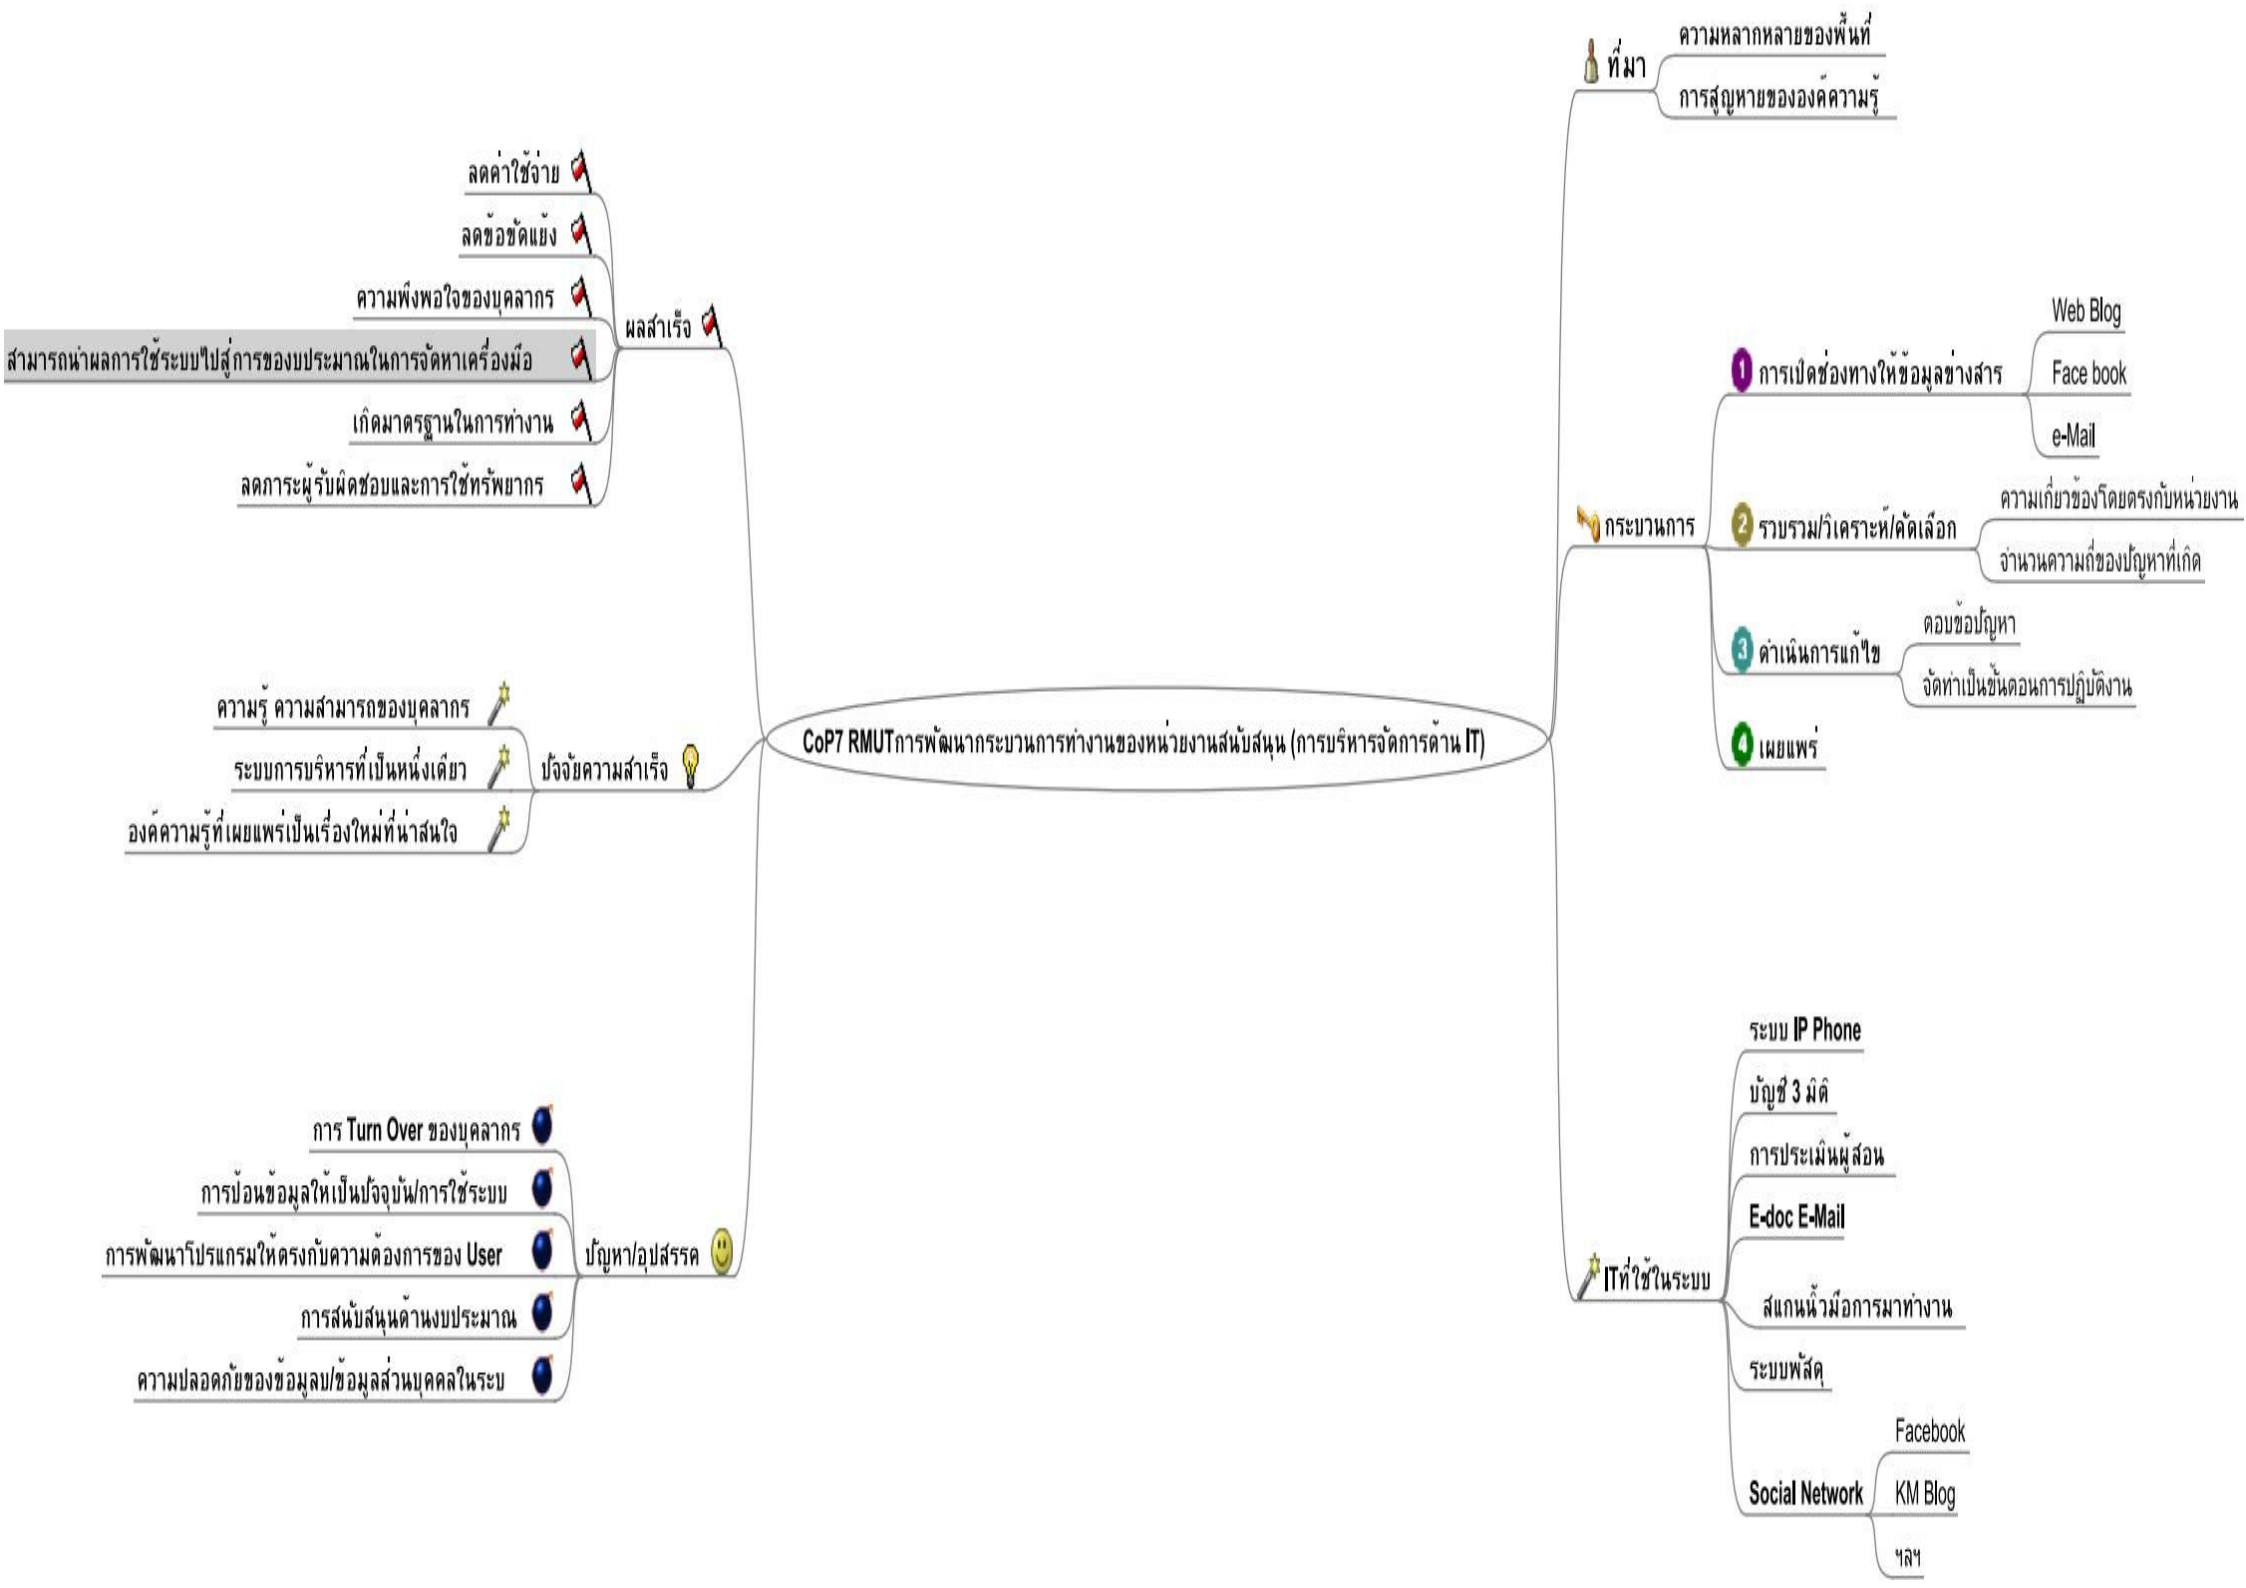 CoP7 RMUTการพัฒนากระบวนการทำงานของหน่วยงานสนับสนุน (การบริหารจัดการด้าน IT)
ที่มา
ความหลากหลายของพื้นที่
การสูญหายขององค์ความรู้
กระบวนการ
1 การเปิดช่องทางให้ข้อมูลข่างสาร
Web Blog
Face book
e-Mail
2 รวบรวม/วิเคราะห์/คัดเลือก
ความเกี่ยวข้องโดยตรงกับหน่วยงาน
จำนวนความถี่ของปัญหาที่เกิด
3 ดำเนินการแก้ไข
ตอบข้อปัญหา
จัดทำเป็นขั้นตอนการปฏิบัติงาน
4 เผยแพร่
ITที่ใช้ในระบบ
ระบบ IP Phone
บัญชี 3 มิติ
การประเมินผู้สอน
E-doc E-Mail
สแกนนิ้วมือการมาทำงาน
ระบบพัสดุ
Social Network
Facebook
KM Blog
ฯลฯ
ผลสำเร็จ
ลดค่าใช้จ่าย
ลดข้อขัดแย้ง
ความพึงพอใจของบุคลากร
สามารถนำผลการใช้ระบบไปสู่การของบประมาณในการจัดหาเครื่องมือ
เกิดมาตรฐานในการทำงาน
ลดภาระผู้รับผิดชอบและการใช้ทรัพยากร
ปัจจัยความสำเร็จ
ความรู้ ความสามารถของบุคลากร
ระบบการบริหารที่เป็นหนึ่งเดียว
องค์ความรู้ที่เผยแพร่เป็นเรื่องใหม่ที่น่าสนใจ
ปัญหา/อุปสรรค
การ Turn Over ของบุคลากร
การป้อนข้อมูลให้เป็นปัจจุบัน/การใช้ระบบ
การพัฒนาโปรแกรมให้ตรงกับความต้องการของ User
การสนับสนุนด้านงบประมาณ
ความปลอดภัยของข้อมูลบ/ข้อมูลส่วนบุคคลในระบ